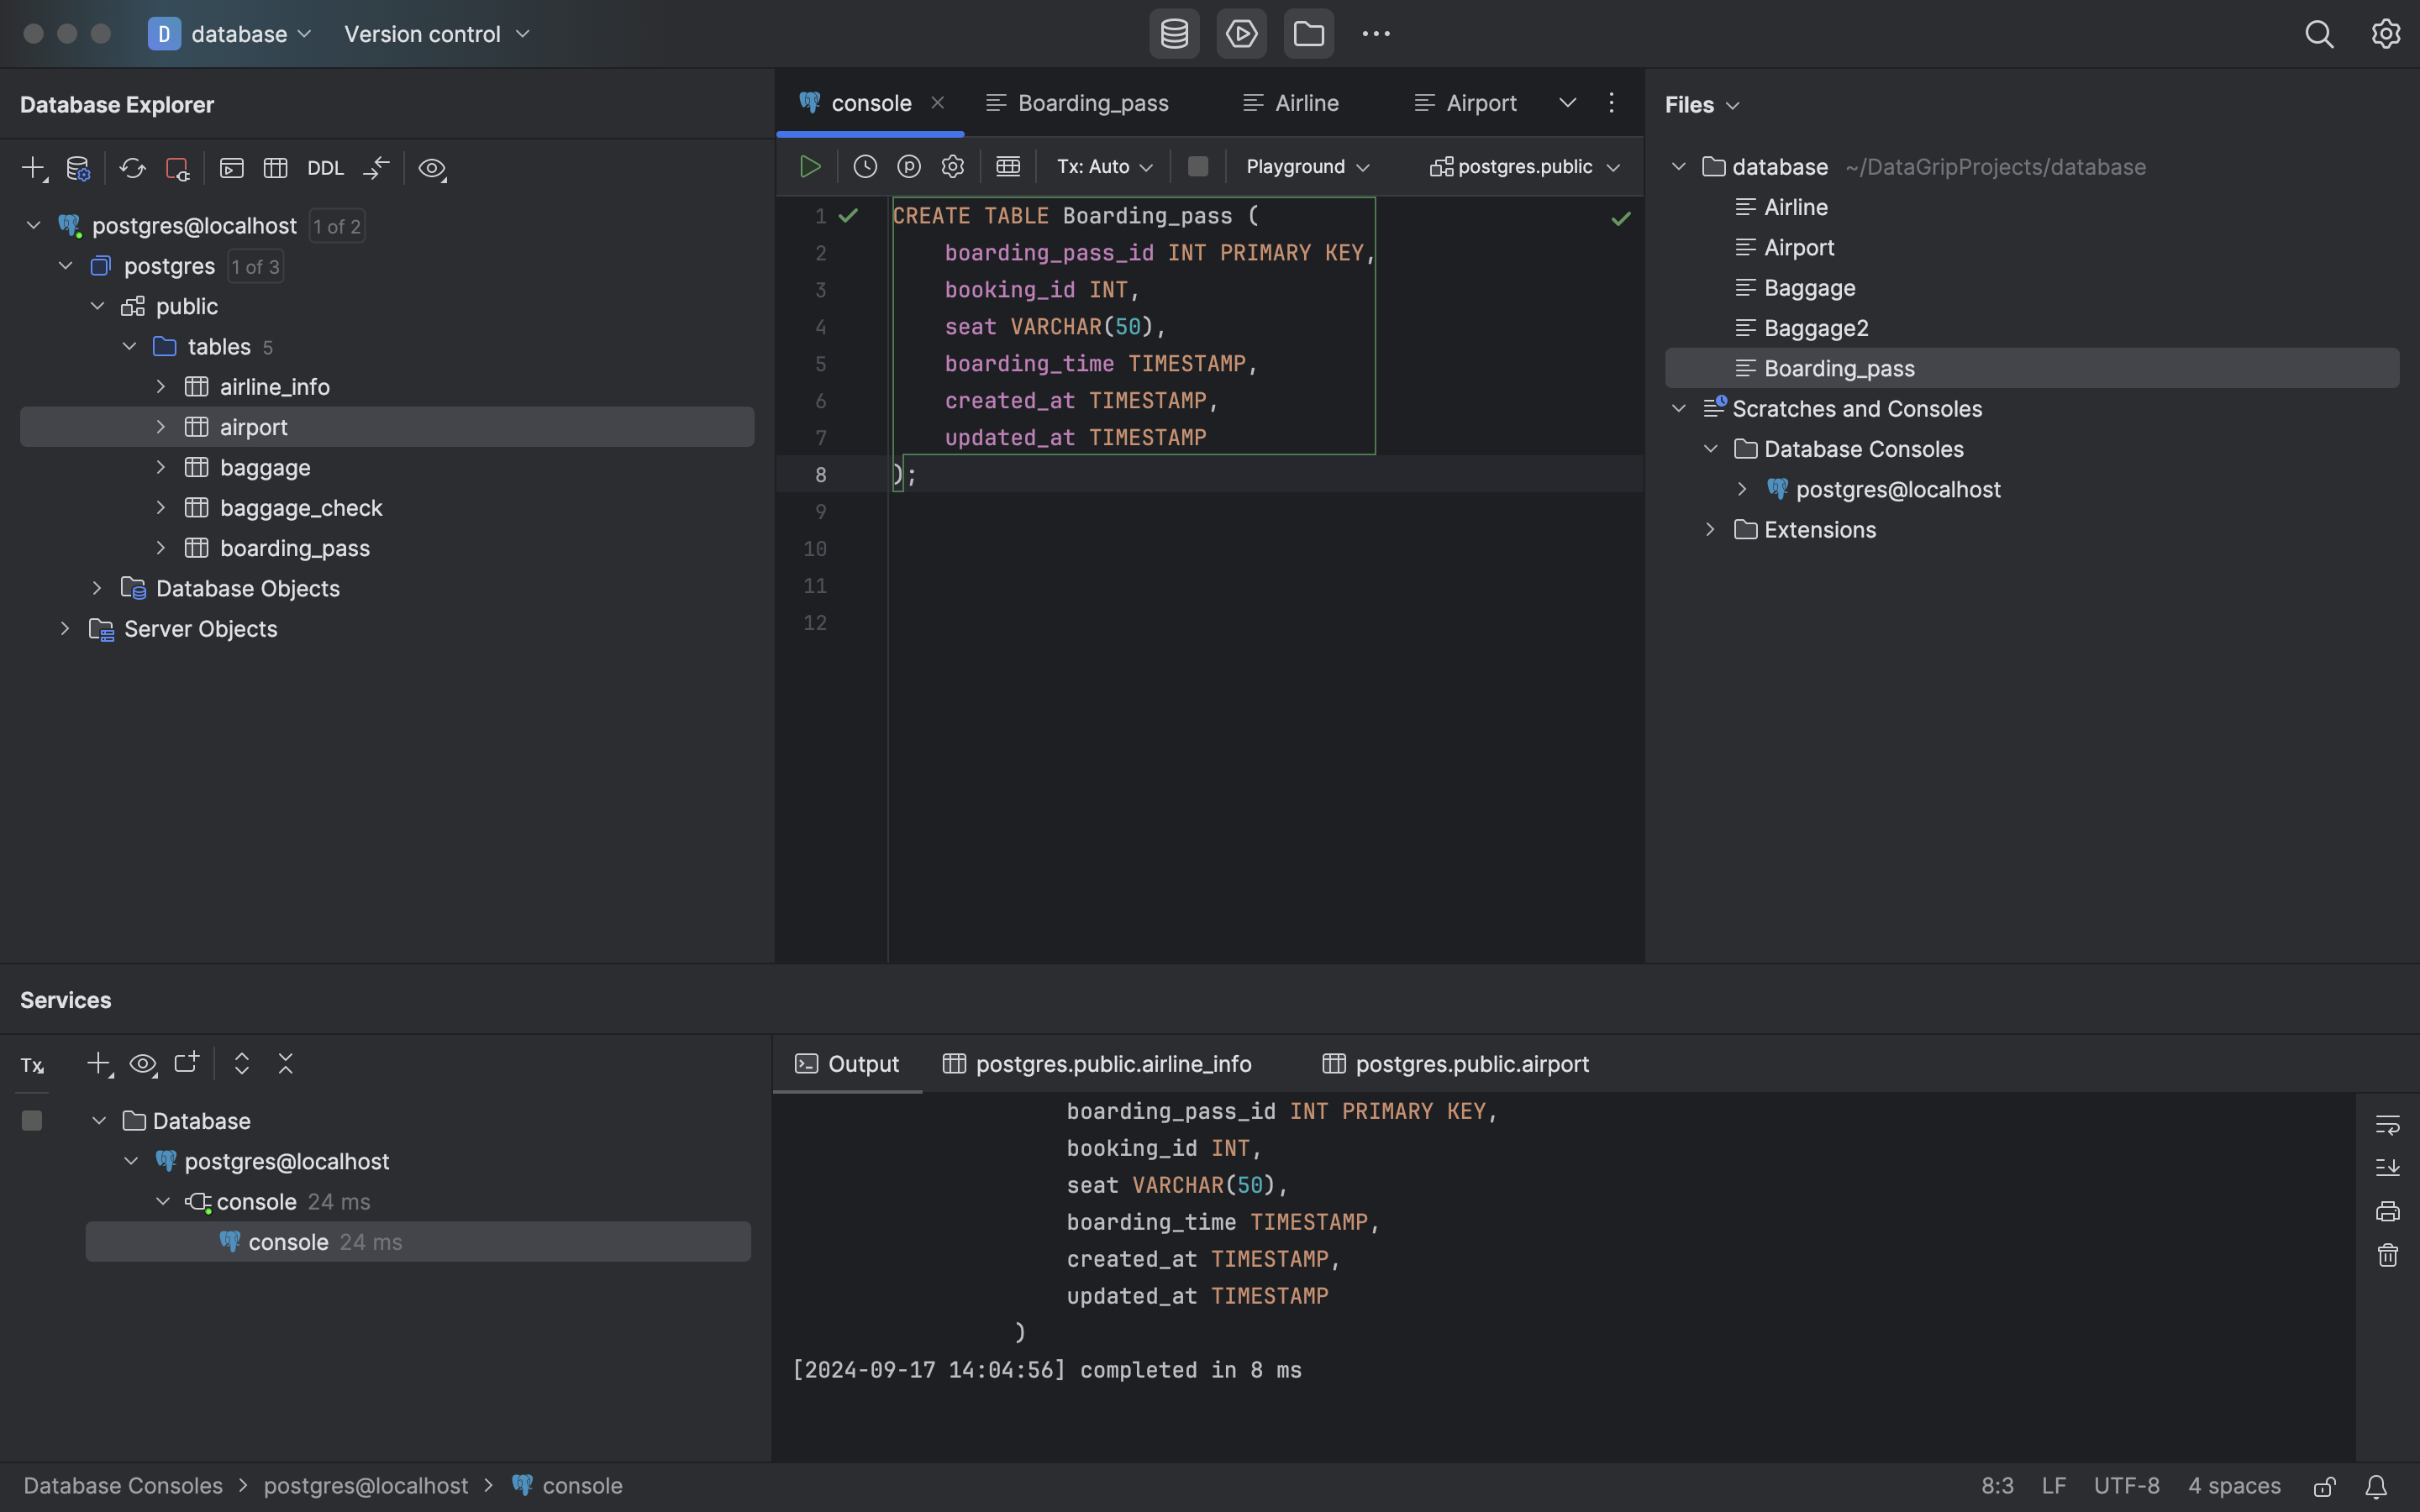 D database Version control
Database Explorer
DDL
postgres@localhost 1 of 2
postgres 1 of 3
public
tables 5
airline_info
airport
baggage
baggage_check
boarding_pass
Database Objects
Server Objects
console Boarding_pass Airline Airport
Tx: Auto Playground postgres.public
1 CREATE TABLE Boarding_pass (
2 boarding_pass_id INT PRIMARY KEY,
3 booking_id INT,
4 seat VARCHAR(50),
5 boarding_time TIMESTAMP,
6 created_at TIMESTAMP,
7 updated_at TIMESTAMP
8 );
9
10
11
12
Files
database ~/DataGripProjects/database
Airline
Airport
Baggage
Baggage2
Boarding_pass
Scratches and Consoles
Database Consoles
postgres@localhost
Extensions
Services
Tx
Database
postgres@localhost
console 24 ms
console 24 ms
Output postgres.public.airline_info postgres.public.airport
boarding_pass_id INT PRIMARY KEY,
booking_id INT,
seat VARCHAR(50),
boarding_time TIMESTAMP,
created_at TIMESTAMP,
updated_at TIMESTAMP
)
[2024-09-17 14:04:56] completed in 8 ms
Database Consoles > postgres@localhost > console
8:3 LF UTF-8 4 spaces